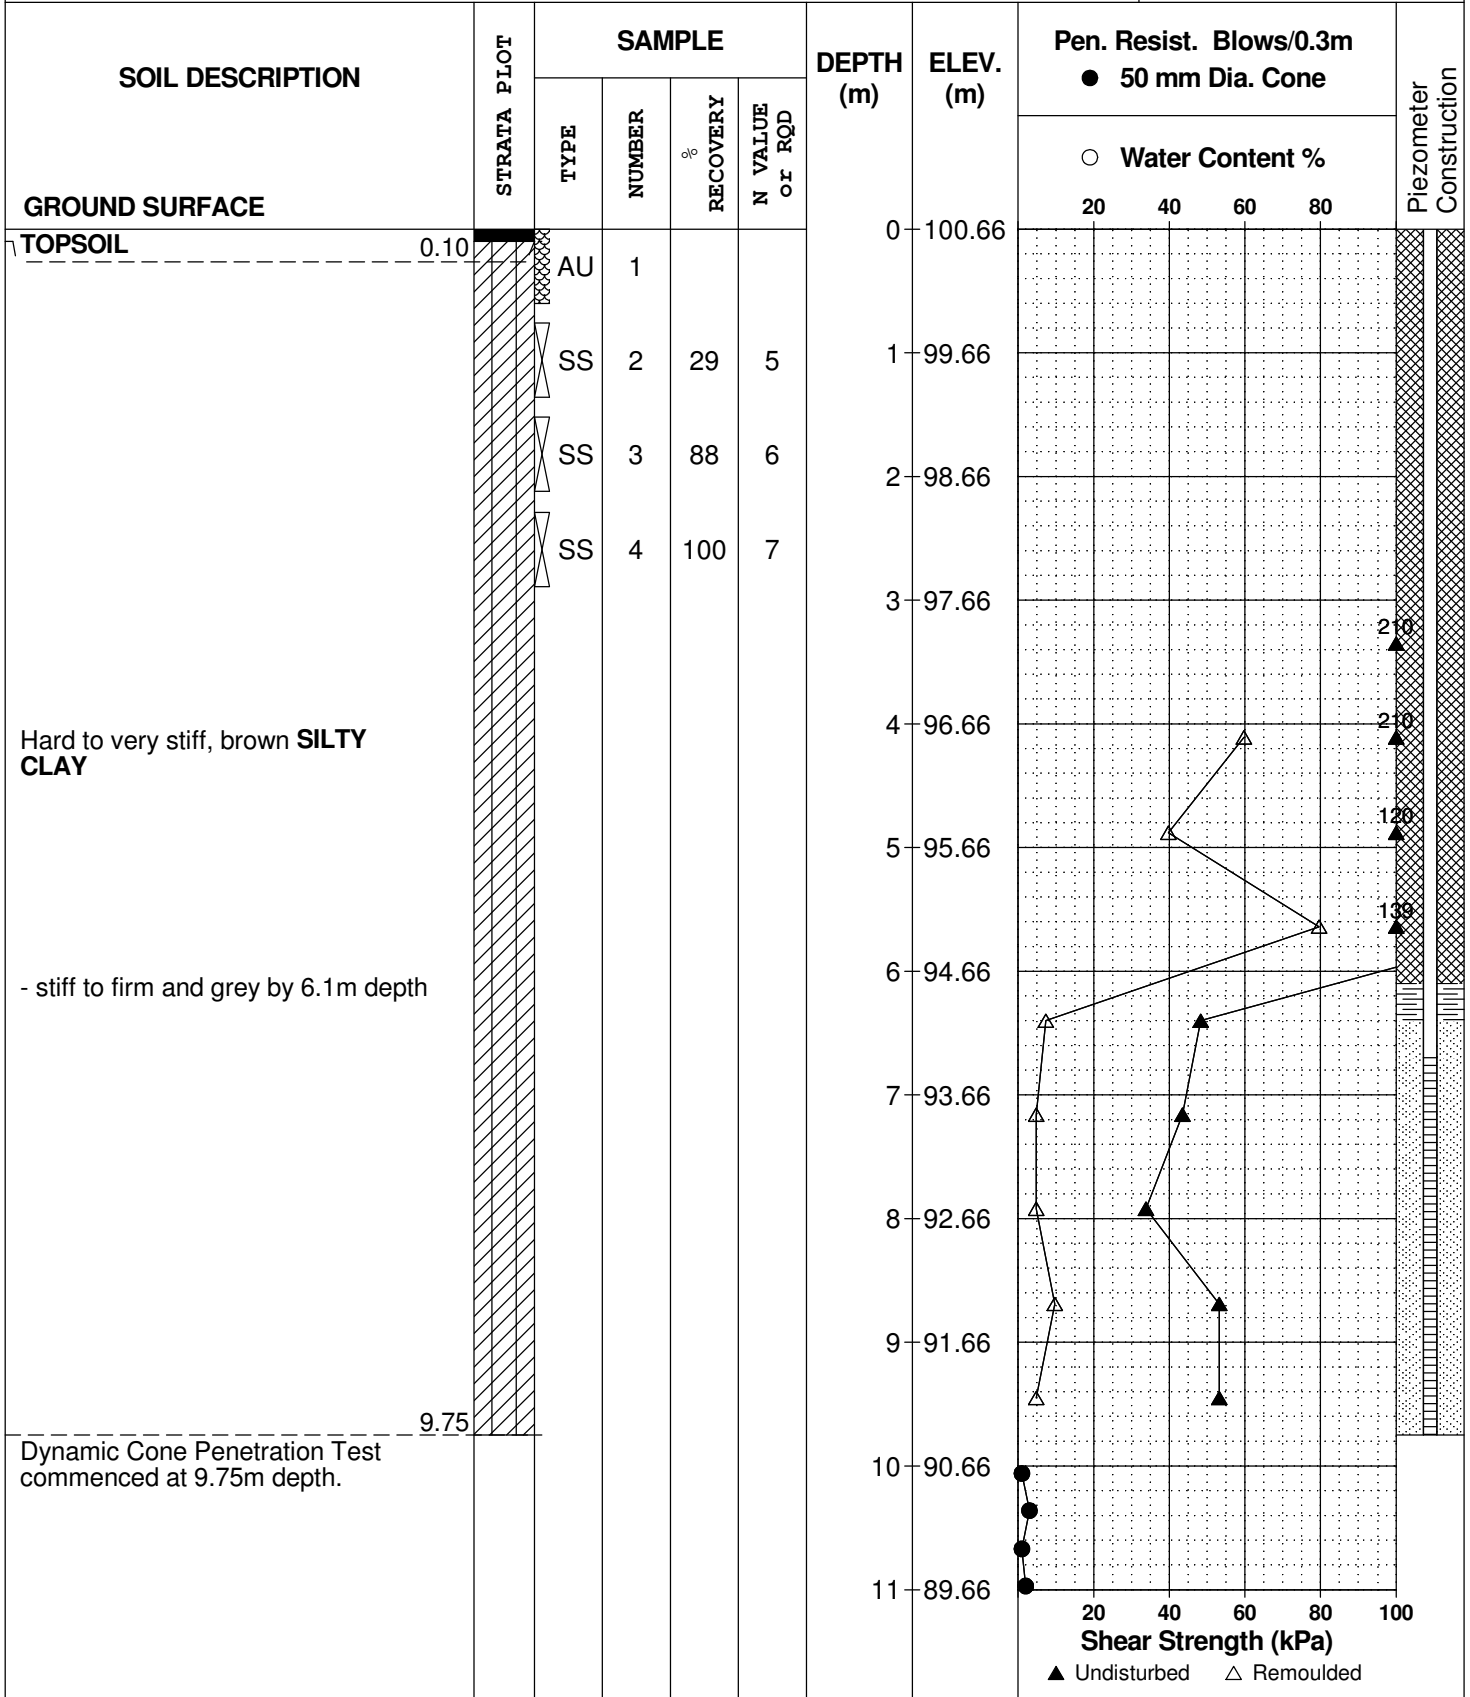 SOIL DESCRIPTION
GROUND SURFACE
STRATA PLOT
SAMPLE
TYPE
NUMBER
%
RECOVERY
N VALUE
or RQD
DEPTH
(m)
ELEV.
(m)
Pen. Resist. Blows/0.3m
● 50 mm Dia. Cone
○ Water Content %
20 40 60 80
Piezometer
Construction
TOPSOIL 0.10
0 100.66
AU 1
SS 2 29 5
1 99.66
SS 3 88 6
2 98.66
SS 4 100 7
3 97.66
210
4 96.66
210
Hard to very stiff, brown SILTY
CLAY
120
5 95.66
139
6 94.66
- stiff to firm and grey by 6.1m depth
7 93.66
8 92.66
9 91.66
9.75
Dynamic Cone Penetration Test
commenced at 9.75m depth.
10 90.66
11 89.66
20 40 60 80 100
Shear Strength (kPa)
▲ Undisturbed △ Remoulded